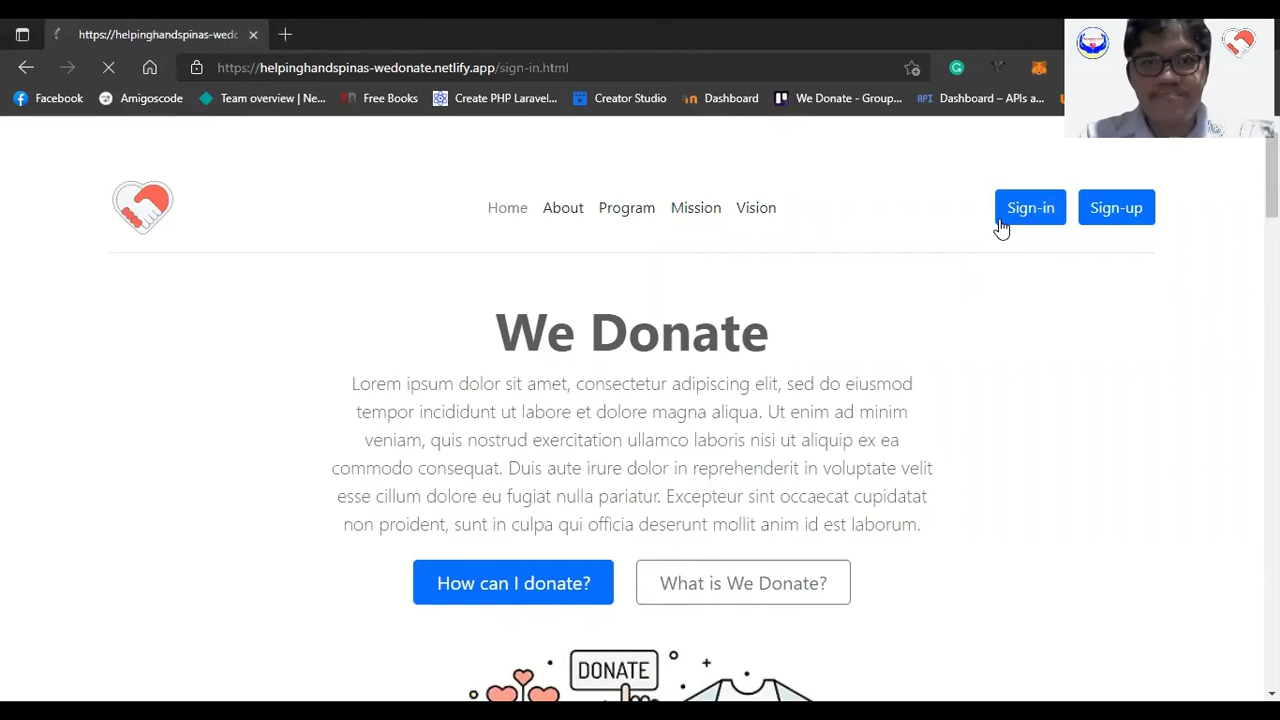 https://helpinghandspinas-wedc
https://helpinghandspinas-wedonate.netlify.app/sign-in.html
Facebook
Amigoscode
Team overview | Ne...
Free Books
Create PHP Laravel...
Creator Studio
Dashboard
We Donate - Group...
API
Dashboard – APIs a...
Home
About
Program
Mission
Vision
Sign-in
Sign-up
We Donate
Lorem ipsum dolor sit amet, consectetur adipiscing elit, sed do eiusmod
tempor incididunt ut labore et dolore magna aliqua. Ut enim ad minim
veniam, quis nostrud exercitation ullamco laboris nisi ut aliquip ex ea
commodo consequat. Duis aute irure dolor in reprehenderit in voluptate velit
esse cillum dolore eu fugiat nulla pariatur. Excepteur sint occaecat cupidatat
non proident, sunt in culpa qui officia deserunt mollit anim id est laborum.
How can I donate?
What is We Donate?
DONATE